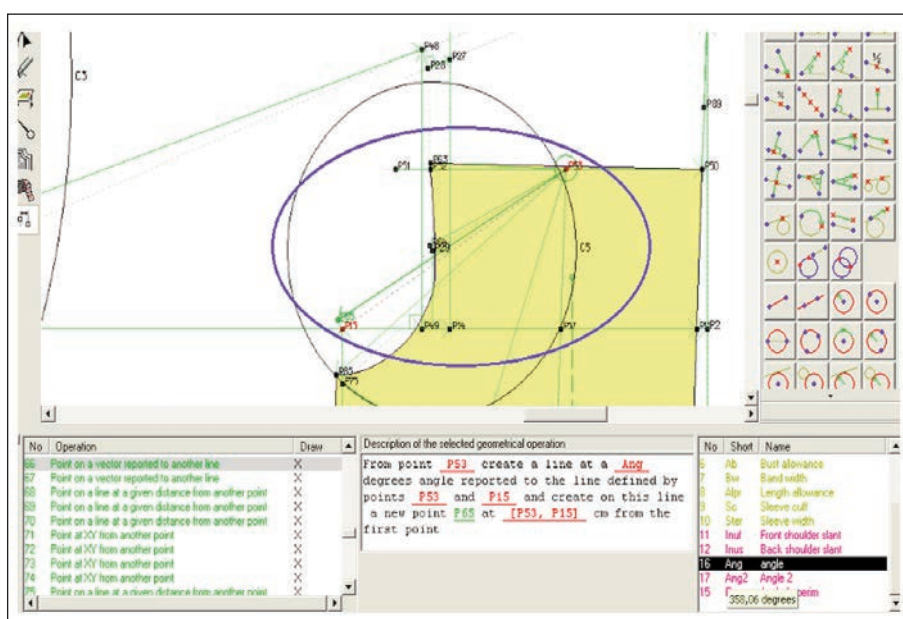 P48
P28
P27
C5
P89
P53
P52
P51
P53
P50
C5
P15
P49
P54
P2
P65
P75
No Operation Draw
66 Point on a vector reported to another line X
67 Point on a vector reported to another line X
68 Point on a line at a given distance from another point X
69 Point on a line at a given distance from another point X
70 Point on a line at a given distance from another point X
71 Point at XY from another point X
72 Point at XY from another point X
73 Point at XY from another point X
74 Point at XY from another point X
75 Point on a line at a given distance from another point X
Description of the selected geometrical operation
From point P53 create a line at a Ang
degrees angle reported to the line defined by
points P53 and P15 and create on this line
a new point P65 at [P53, P15] cm from the
first point
No Short Name
6 Ab Bust allowance
7 Bw Band width
8 Alpr Length allowance
9 So Sleeve cuff
10 Ster Sleeve width
11 Inul Front shoulder slant
12 Inus Back shoulder slant
16 Ang angle
17 Ang2 Angle 2
15
358,06 degrees